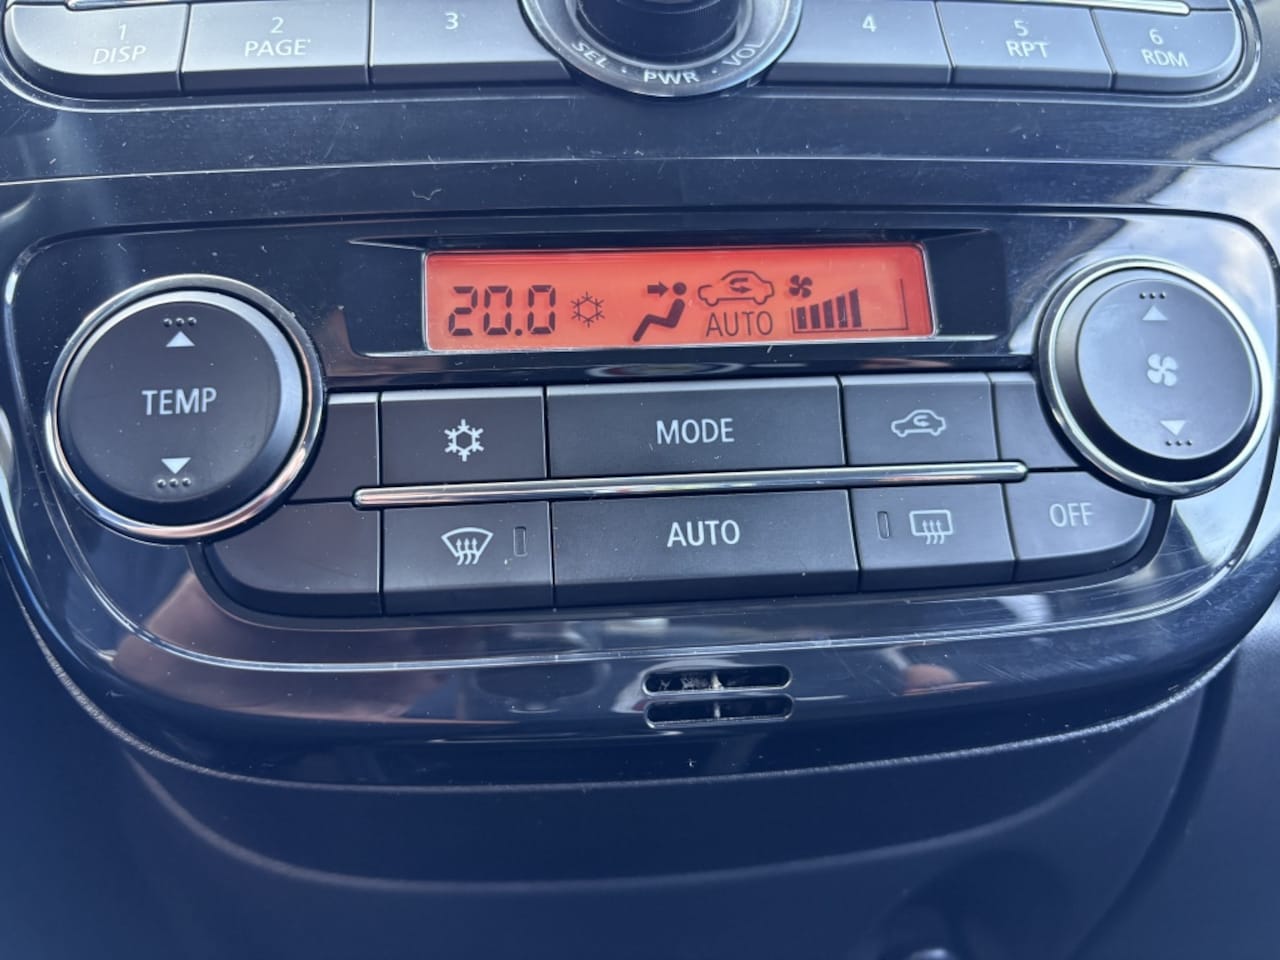 1
DISP
2
PAGE
3
SEL · PWR · VOL
4
5
RPT
6
RDM
20.0
AUTO
TEMP
MODE
AUTO
OFF